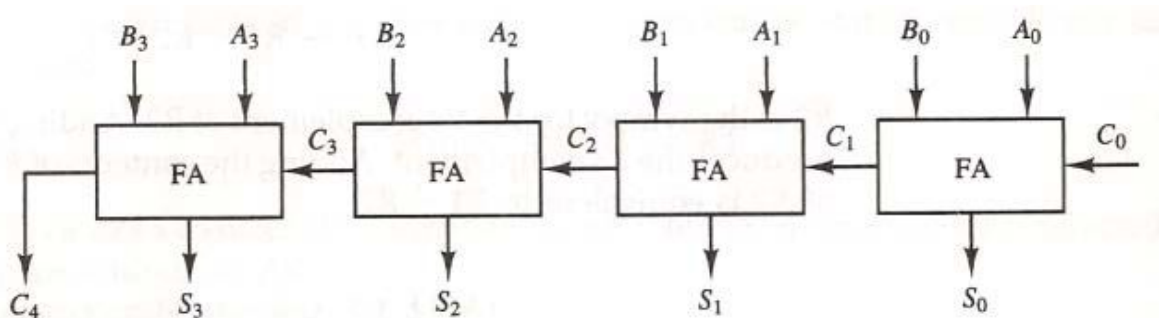 B₃ A₃ B₂ A₂ B₁ A₁ B₀ A₀
C₃ C₂ C₁ C₀
FA FA FA FA
C₄ S₃ S₂ S₁ S₀